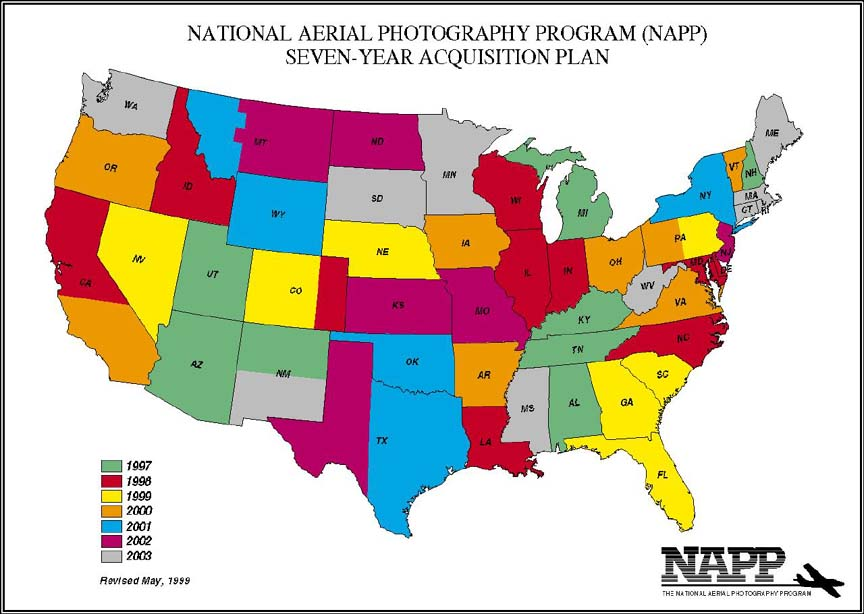 NATIONAL AERIAL PHOTOGRAPHY PROGRAM (NAPP)
SEVEN-YEAR ACQUISITION PLAN
WA
ME
OR
ID
MT
ND
MN
VT
NH
SD
WI
MI
NY
MA
CT
RI
WY
CA
NV
UT
CO
NE
IA
IL
IN
OH
PA
NJ
MD
DE
WV
VA
KS
MO
KY
NC
AZ
NM
OK
AR
TN
SC
MS
AL
GA
TX
LA
FL
1997
1998
1999
2000
2001
2002
2003
Revised May, 1999
NAPP
THE NATIONAL AERIAL PHOTOGRAPHY PROGRAM